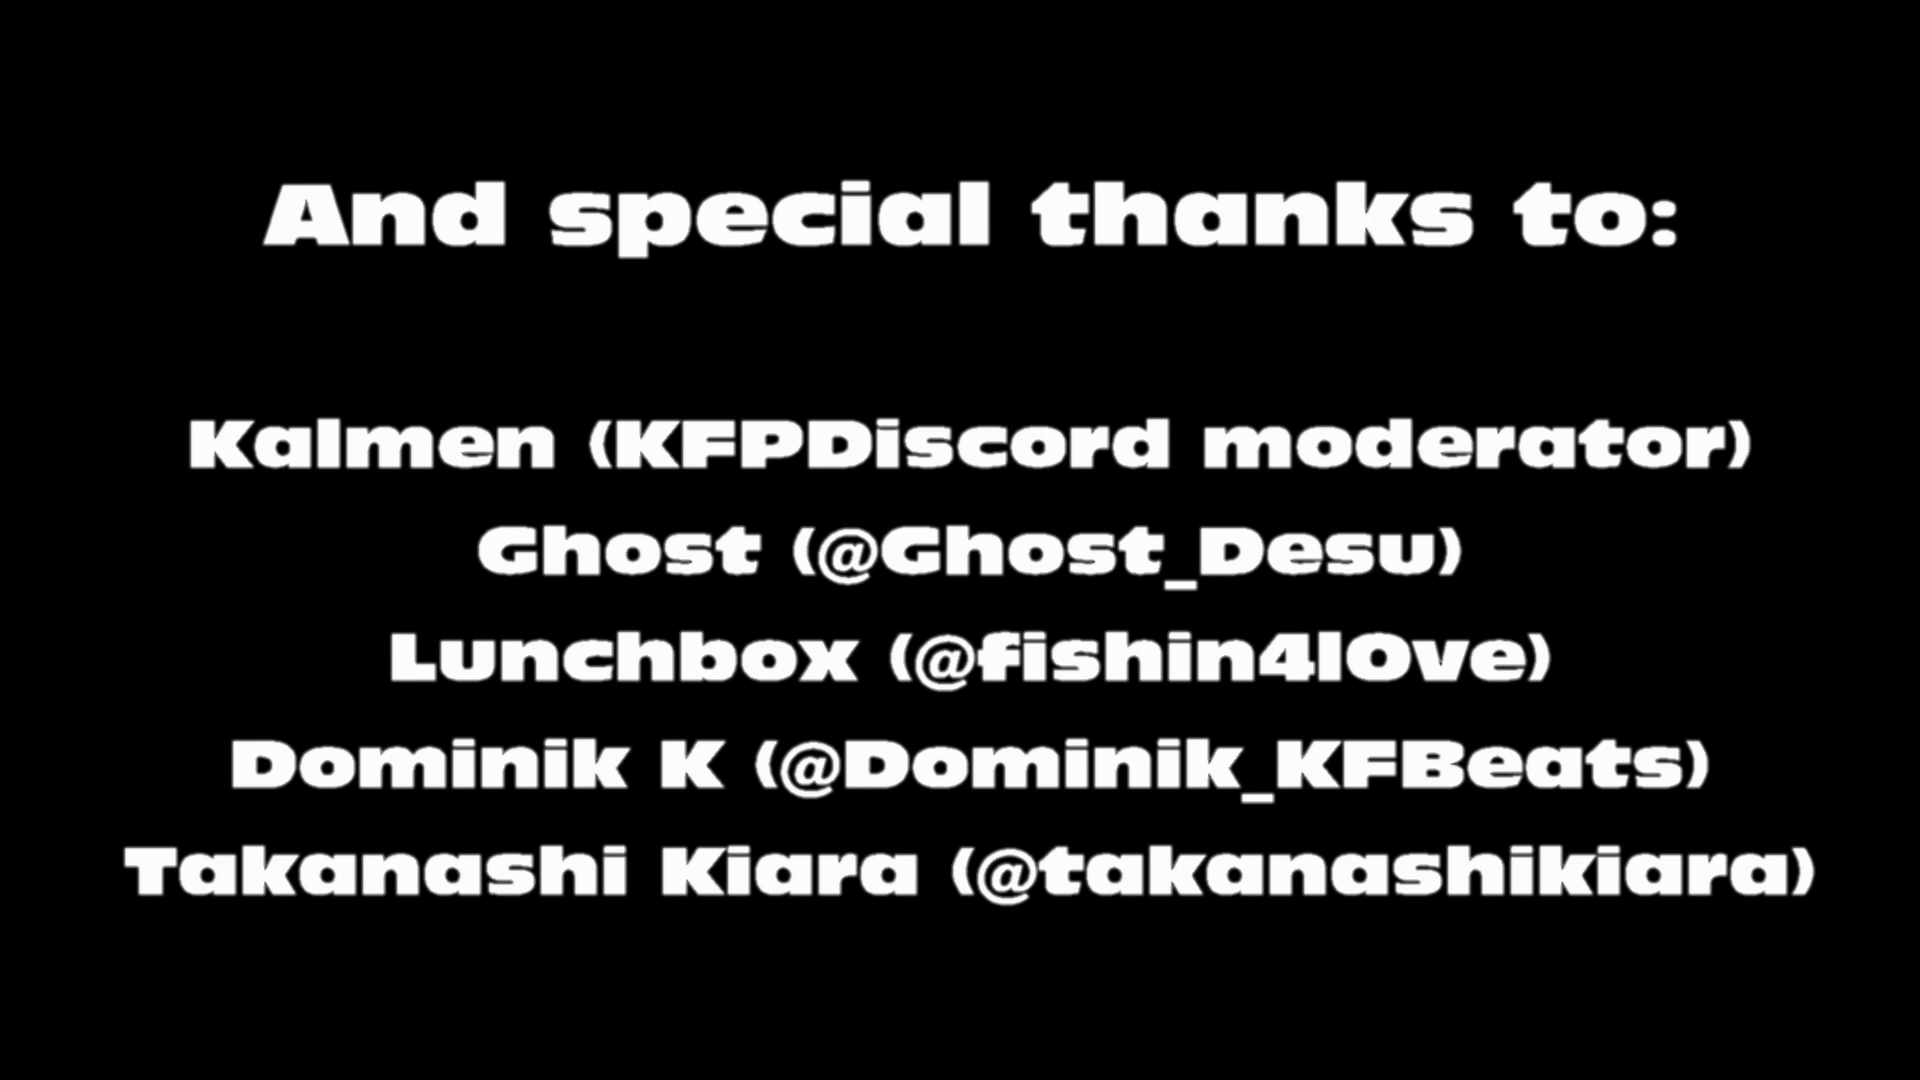 And special thanks to:
Kalmen (KFPDiscord moderator)
Ghost (@Ghost_Desu)
Lunchbox (@fishin4l0ve)
Dominik K (@Dominik_KFBeats)
Takanashi Kiara (@takanashikiara)